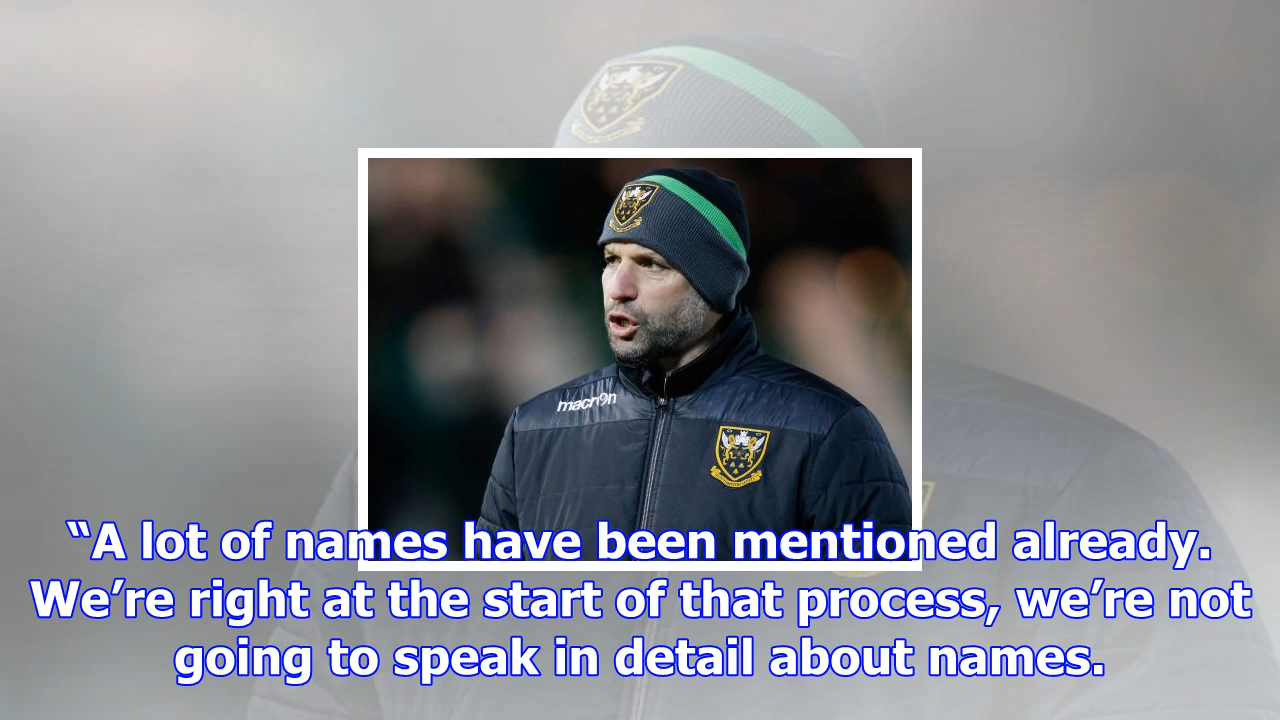 macron
“A lot of names have been mentioned already.
We’re right at the start of that process, we’re not
going to speak in detail about names.